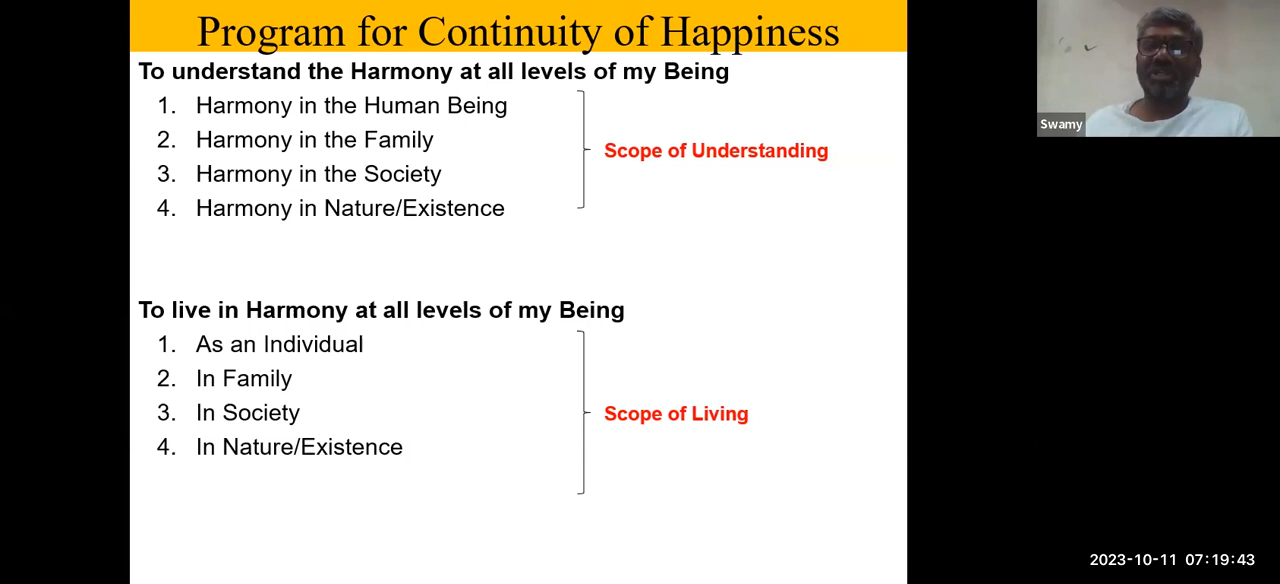 Program for Continuity of Happiness
To understand the Harmony at all levels of my Being
1. Harmony in the Human Being
2. Harmony in the Family
3. Harmony in the Society
4. Harmony in Nature/Existence
Scope of Understanding
To live in Harmony at all levels of my Being
1. As an Individual
2. In Family
3. In Society
4. In Nature/Existence
Scope of Living
Swamy
2023-10-11 07:19:43